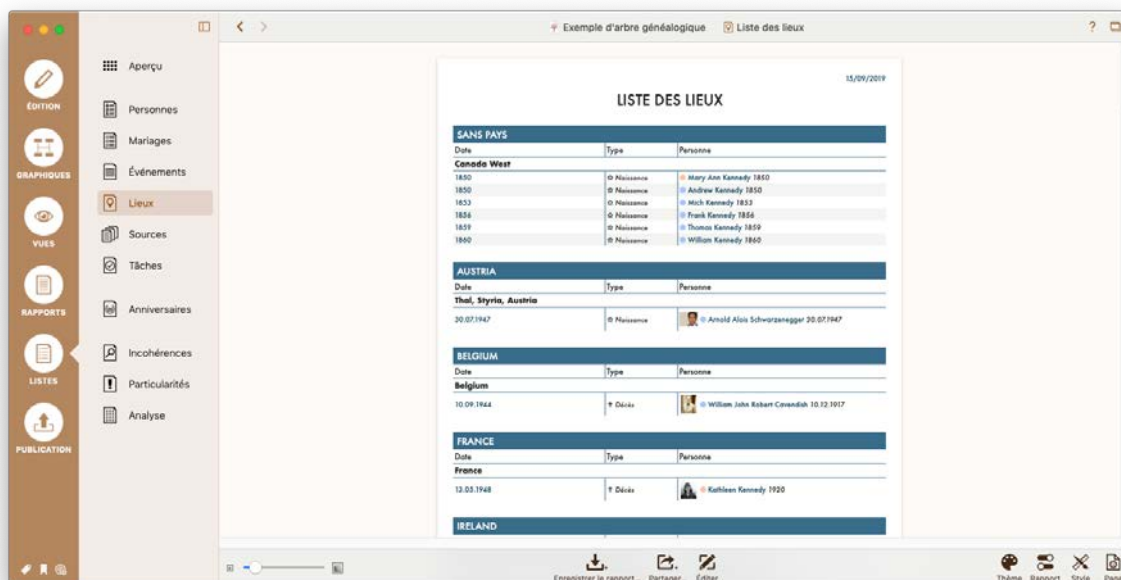 Exemple d'arbre généalogique Liste des lieux ?
ÉDITION
GRAPHIQUES
VUES
RAPPORTS
LISTES
PUBLICATION
Aperçu
Personnes
Mariages
Événements
Lieux
Sources
Tâches
Anniversaires
Incohérences
Particularités
Analyse
15/09/2019
LISTE DES LIEUX
SANS PAYS
Date Type Personne
Canada West
1850 Naissance Mary Ann Kennedy 1850
1850 Naissance Andrew Kennedy 1850
1853 Naissance Mich Kennedy 1853
1856 Naissance Frank Kennedy 1856
1859 Naissance Thomas Kennedy 1859
1860 Naissance William Kennedy 1860
AUSTRIA
Date Type Personne
Thal, Styria, Austria
30.07.1947 Naissance Arnold Alois Schwarzenegger 30.07.1947
BELGIUM
Date Type Personne
Belgium
10.09.1944 Décès William John Robert Cavendish 10.12.1917
FRANCE
Date Type Personne
France
13.05.1948 Décès Kathleen Kennedy 1920
IRELAND
Enregistrer le rapport Partager Éditer Thème Rapport Style Page